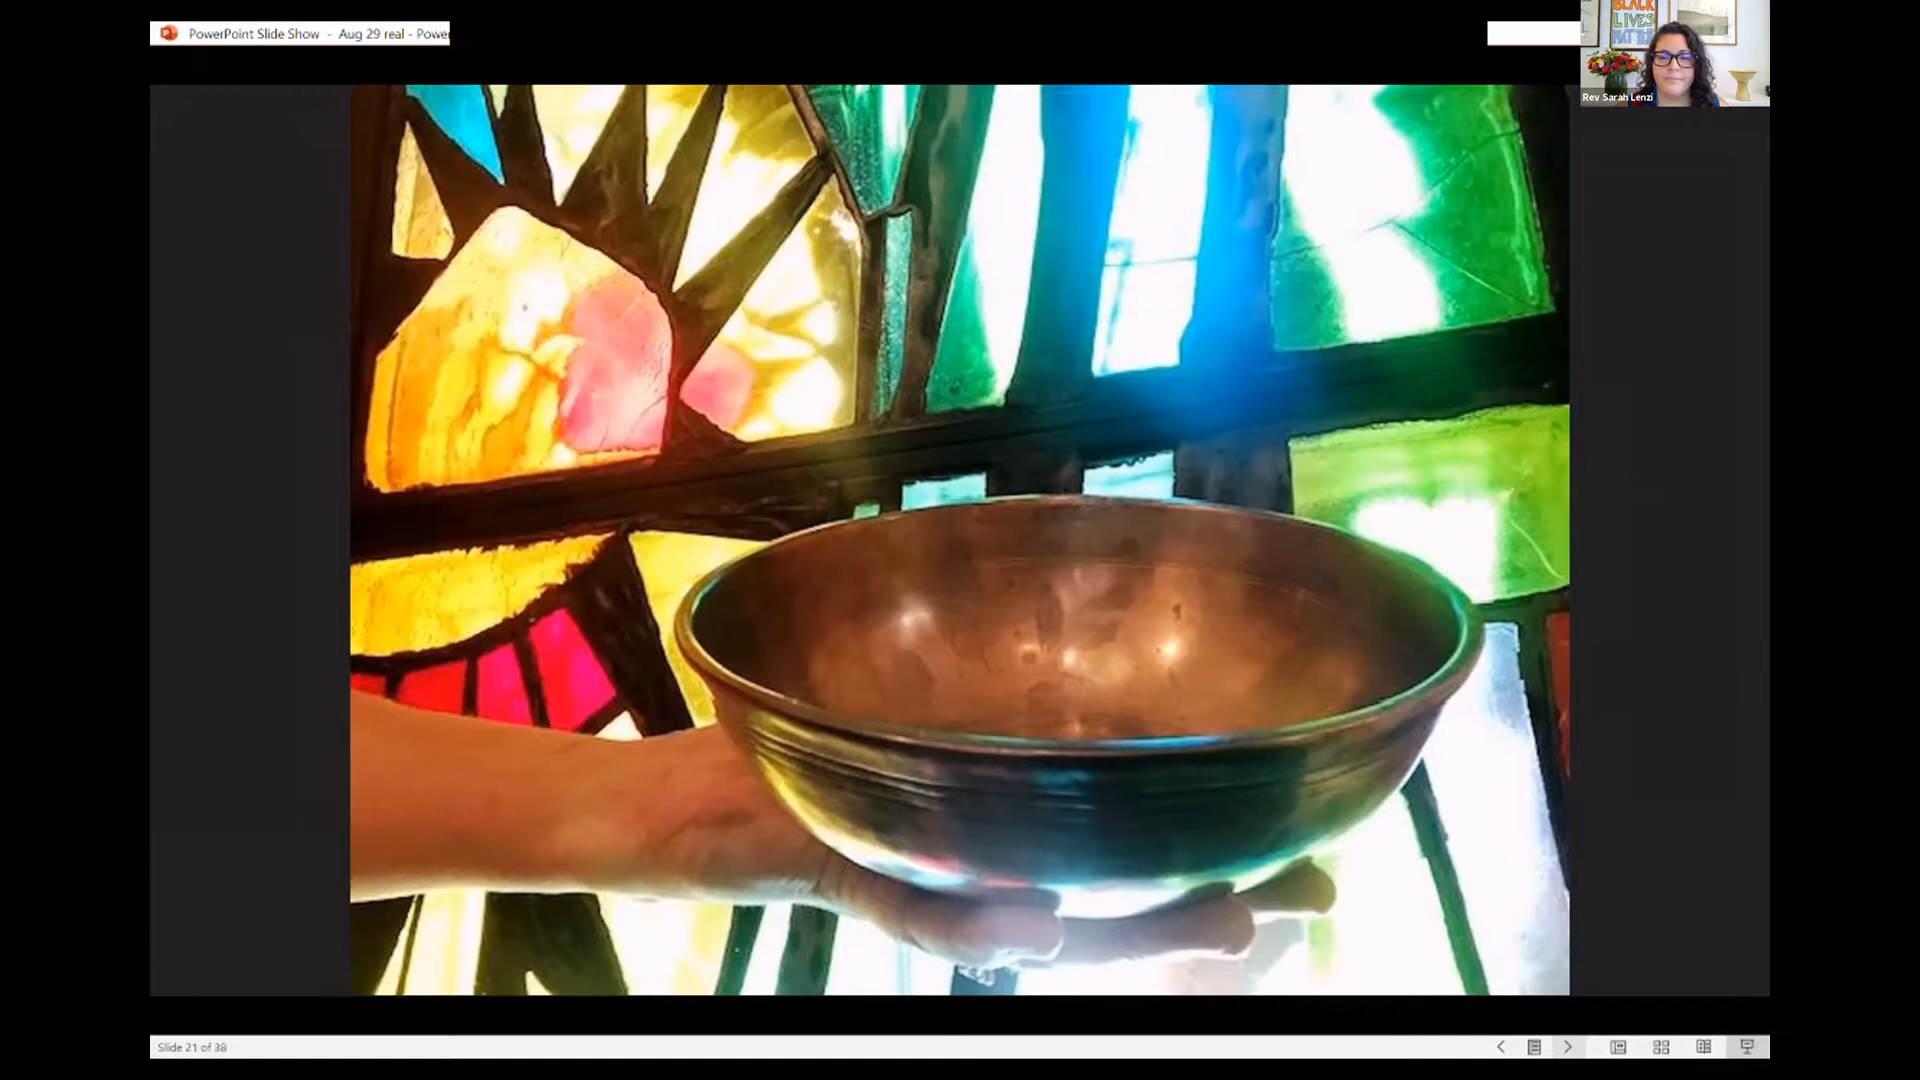 PowerPoint Slide Show - Aug 29 real - Power
BLACK
LIVES
MATTER
Rev Sarah Lenzi
Slide 21 of 38